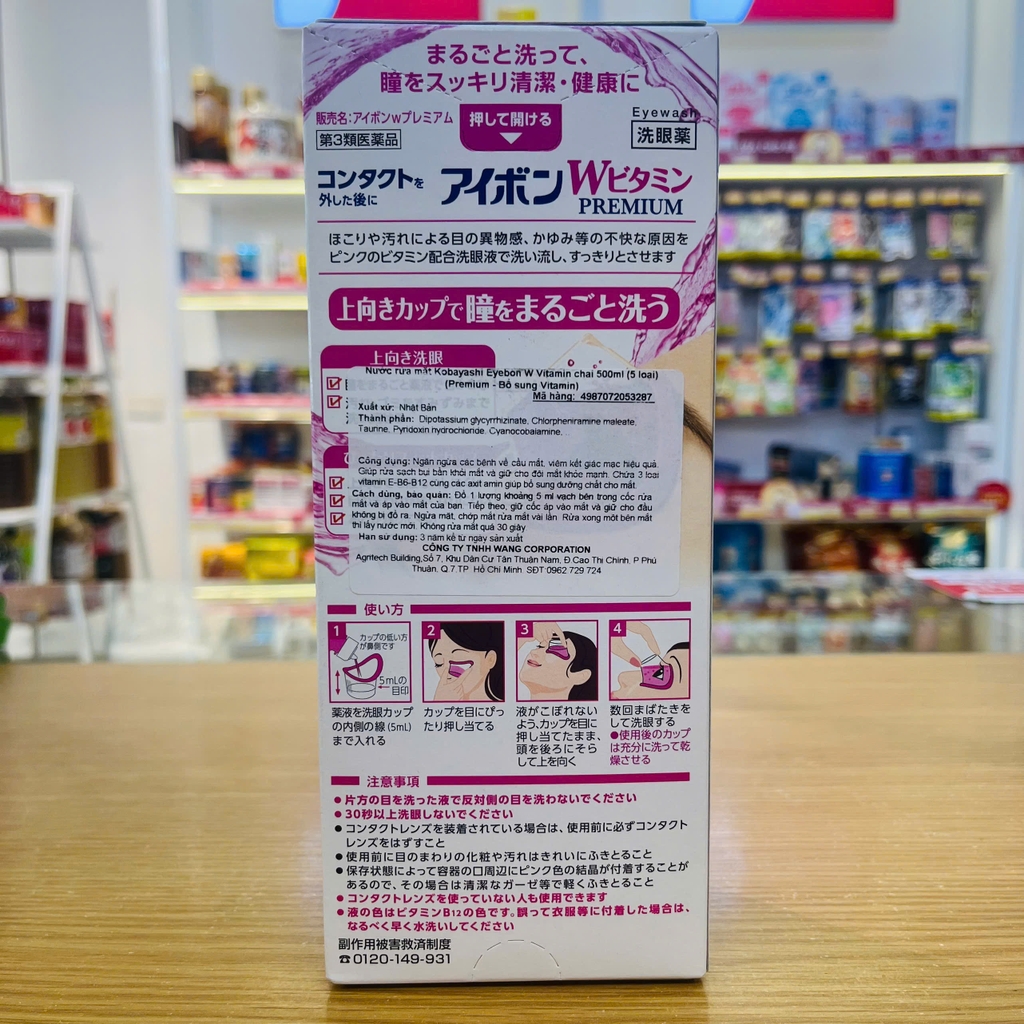 まるごと洗って、
瞳をスッキリ清潔・健康に
販売名:アイボンwプレミアム
第3類医薬品
押して開ける
Eyewash
洗眼薬
コンタクトを
外した後に
アイボンWビタミン
PREMIUM
ほこりや汚れによる目の異物感、かゆみ等の不快な原因を
ピンクのビタミン配合洗眼液で洗い流し、すっきりとさせます
上向きカップで瞳をまるごと洗う
上向き洗眼
Nước rửa mắt Kobayashi Eyebon W Vitamin chai 500ml (5 loại)
(Premium - Bổ sung Vitamin)
Mã hàng: 4987072053287
Xuất xứ: Nhật Bản
Thành phần: Dipotassium glycyrrhizinate, Chlorpheniramine maleate,
Taurine, Pyridoxin hydrochloride, Cyanocobalamine...
Công dụng: Ngăn ngừa các bệnh về cầu mắt, viêm kết giác mạc hiệu quả.
Giúp rửa sạch bụi bẩn khỏi mắt và giữ cho đôi mắt khỏe mạnh. Chứa 3 loại
vitamin E-B6-B12 cùng các axit amin giúp bổ sung dưỡng chất cho mắt.
Cách dùng, bảo quản: Đổ 1 lượng khoảng 5 ml vạch bên trong cốc rửa
mắt và áp vào mắt của bạn. Tiếp theo, giữ cốc áp vào mắt và giữ cho đầu
không bị đổ ra. Ngửa mặt, chớp mắt rửa mắt vài lần. Rửa xong một bên mắt
thì lấy nước mới. Không rửa mắt quá 30 giây
Hạn sử dụng: 3 năm kể từ ngày sản xuất
CÔNG TY TNHH WANG CORPORATION
Agritech Building,Số 7, Khu Dân Cư Tân Thuận Nam, Đ.Cao Thị Chính, P Phú
Thuận, Q.7 TP Hồ Chí Minh. SĐT 0962 729 724
使い方
1
カップの低い方
が鼻側です
5mLの
目印
薬液を洗眼カップ
の内側の線(5mL)
まで入れる
2
カップを目にぴっ
たり押し当てる
3
液がこぼれない
よう、カップを目に
押し当てたまま、
頭を後ろにそら
して上を向く
4
数回まばたきを
して洗眼する
●使用後のカップ
は充分に洗って乾
燥させる
注意事項
●片方の目を洗った液で反対側の目を洗わないでください
●30秒以上洗眼しないでください
●コンタクトレンズを装着されている場合は、使用前に必ずコンタクト
レンズをはずすこと
●使用前に目のまわりの化粧や汚れはきれいにふきとること
●保存状態によって容器の口周辺にピンク色の結晶が付着することが
あるので、その場合は清潔なガーゼ等で軽くふきとること
●コンタクトレンズを使っていない人も使用できます
●液の色はビタミンB12の色です。誤って衣服等に付着した場合は、
なるべく早く水洗いしてください
副作用被害救済制度
☎0120-149-931